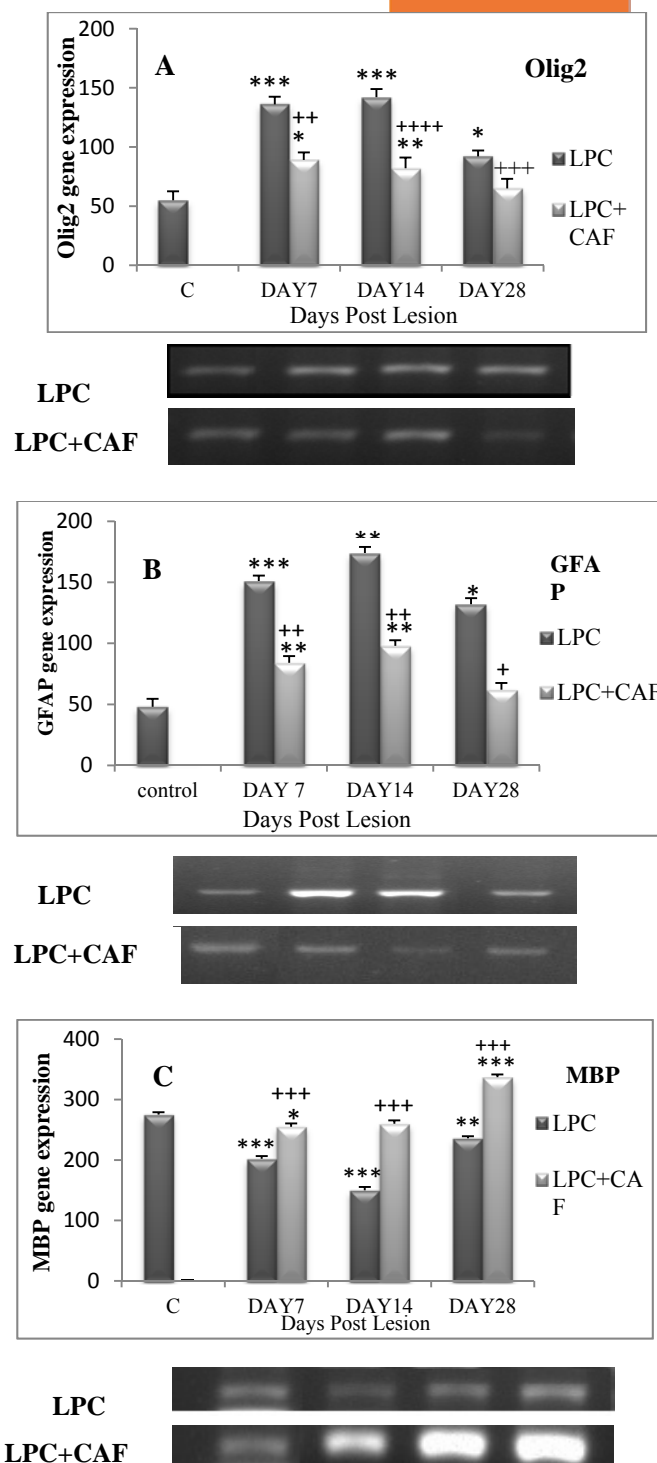 200
A
Olig2
***
***
150
++
*
++++
**
*
+++
100
50
0
Olig2 gene expression
LPC
LPC+
CAF
C
DAY7
DAY14
DAY28
Days Post Lesion
LPC
LPC+CAF
200
B
GFA
P
***
**
*
150
++
**
++
**
+
100
50
0
GFAP gene expression
LPC
LPC+CAF
control
DAY 7
DAY14
DAY28
Days Post Lesion
LPC
LPC+CAF
400
C
MBP
+++
***
+++
*
+++
300
***
***
**
200
100
0
MBP gene expression
LPC
LPC+CA
F
C
DAY7
DAY14
DAY28
Days Post Lesion
LPC
LPC+CAF